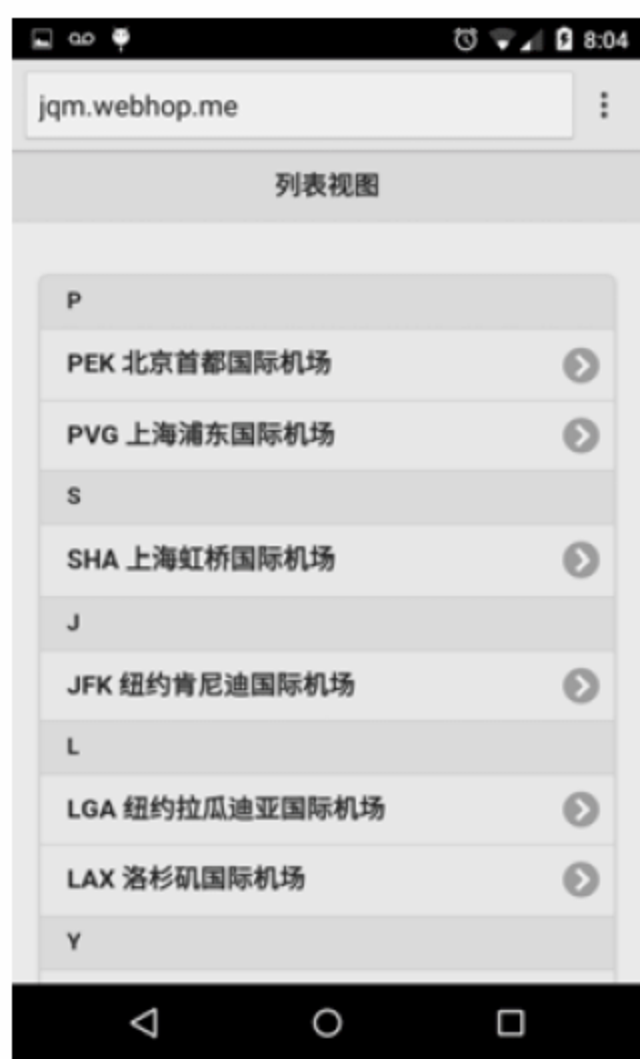 8:04
jqm.webhop.me
列表视图
P
PEK 北京首都国际机场
PVG 上海浦东国际机场
S
SHA 上海虹桥国际机场
J
JFK 纽约肯尼迪国际机场
L
LGA 纽约拉瓜迪亚国际机场
LAX 洛杉矶国际机场
Y